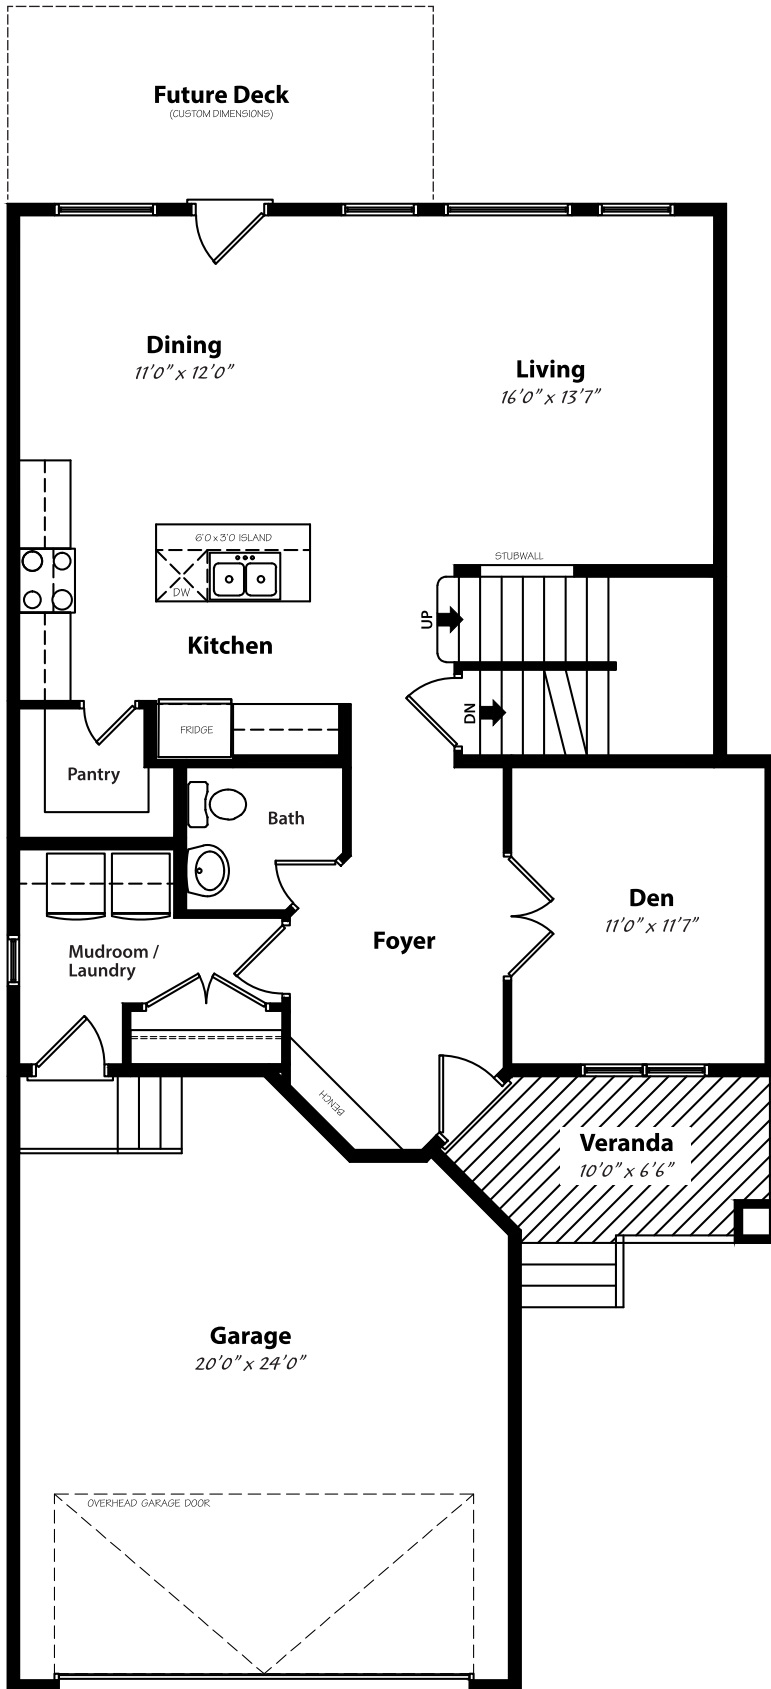 Future Deck
(CUSTOM DIMENSIONS)
Dining
11'0" x 12'0"
Living
16'0" x 13'7"
6'0 x 3'0 ISLAND
DW
STUBWALL
UP
Kitchen
DN
FRIDGE
Pantry
Bath
Den
11'0" x 11'7"
Foyer
Mudroom /
Laundry
BENCH
Veranda
10'0" x 6'6"
Garage
20'0" x 24'0"
OVERHEAD GARAGE DOOR